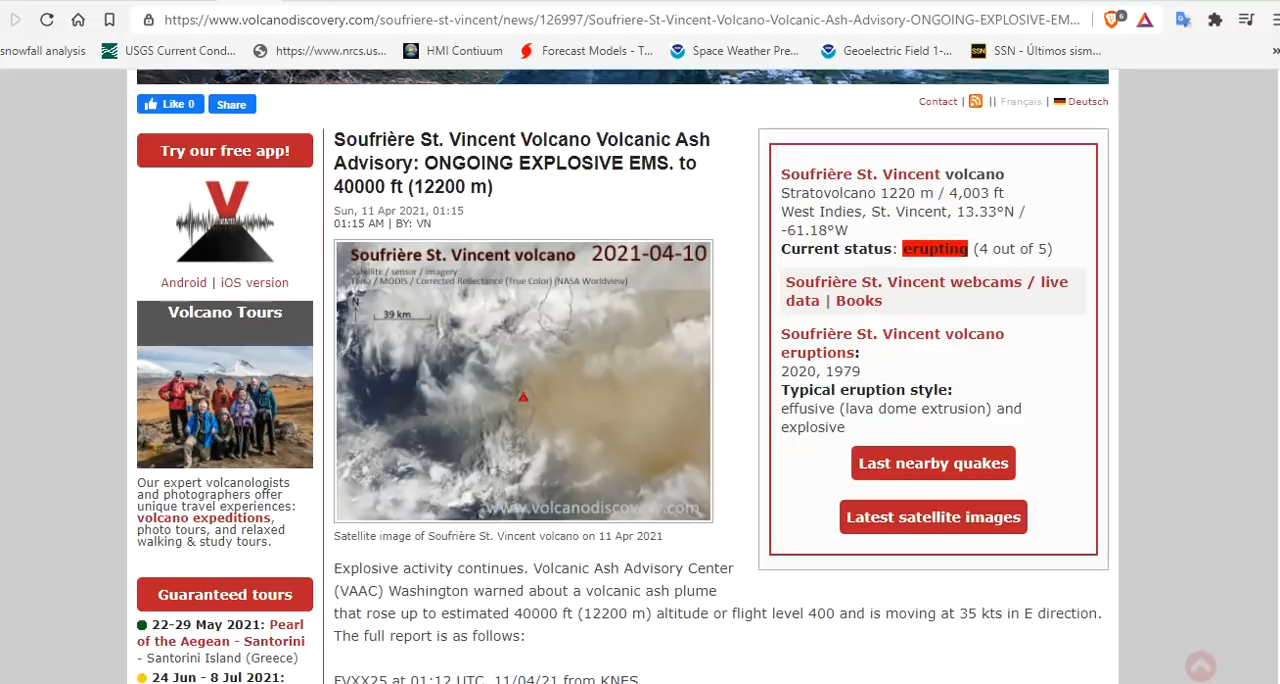 https://www.volcanodiscovery.com/soufriere-st-vincent/news/126997/Soufriere-St-Vincent-Volcano-Volcanic-Ash-Advisory-ONGOING-EXPLOSIVE-EM...
6
snowfall analysis
USGS Current Cond...
https://www.nrcs.us...
HMI Contiuum
Forecast Models - T...
Space Weather Pre...
Geoelectric Field 1-...
SSN
SSN - Últimos sism...
Like 0
Share
Contact | || Français | Deutsch
Try our free app!
Android | iOS version
Volcano Tours
Our expert volcanologists
and photographers offer
unique travel experiences:
volcano expeditions,
photo tours, and relaxed
walking & study tours.
Guaranteed tours
22-29 May 2021: Pearl
of the Aegean - Santorini
- Santorini Island (Greece)
24 Jun - 8 Jul 2021:
Soufrière St. Vincent Volcano Volcanic Ash
Advisory: ONGOING EXPLOSIVE EMS. to
40000 ft (12200 m)
Sun, 11 Apr 2021, 01:15
01:15 AM | BY: VN
Soufrière St. Vincent volcano 2021-04-10
Satellite / sensor / imagery:
Terra / MODIS / Corrected Reflectance (True Color) (NASA Worldview)
N
39 km
www.volcanodiscovery.com
Satellite image of Soufrière St. Vincent volcano on 11 Apr 2021
Explosive activity continues. Volcanic Ash Advisory Center
(VAAC) Washington warned about a volcanic ash plume
that rose up to estimated 40000 ft (12200 m) altitude or flight level 400 and is moving at 35 kts in E direction.
The full report is as follows:
FVXX25 at 01:12 UTC, 11/04/21 from KNES
Soufrière St. Vincent volcano
Stratovolcano 1220 m / 4,003 ft
West Indies, St. Vincent, 13.33°N /
-61.18°W
Current status: erupting (4 out of 5)
Soufrière St. Vincent webcams / live
data | Books
Soufrière St. Vincent volcano
eruptions:
2020, 1979
Typical eruption style:
effusive (lava dome extrusion) and
explosive
Last nearby quakes
Latest satellite images